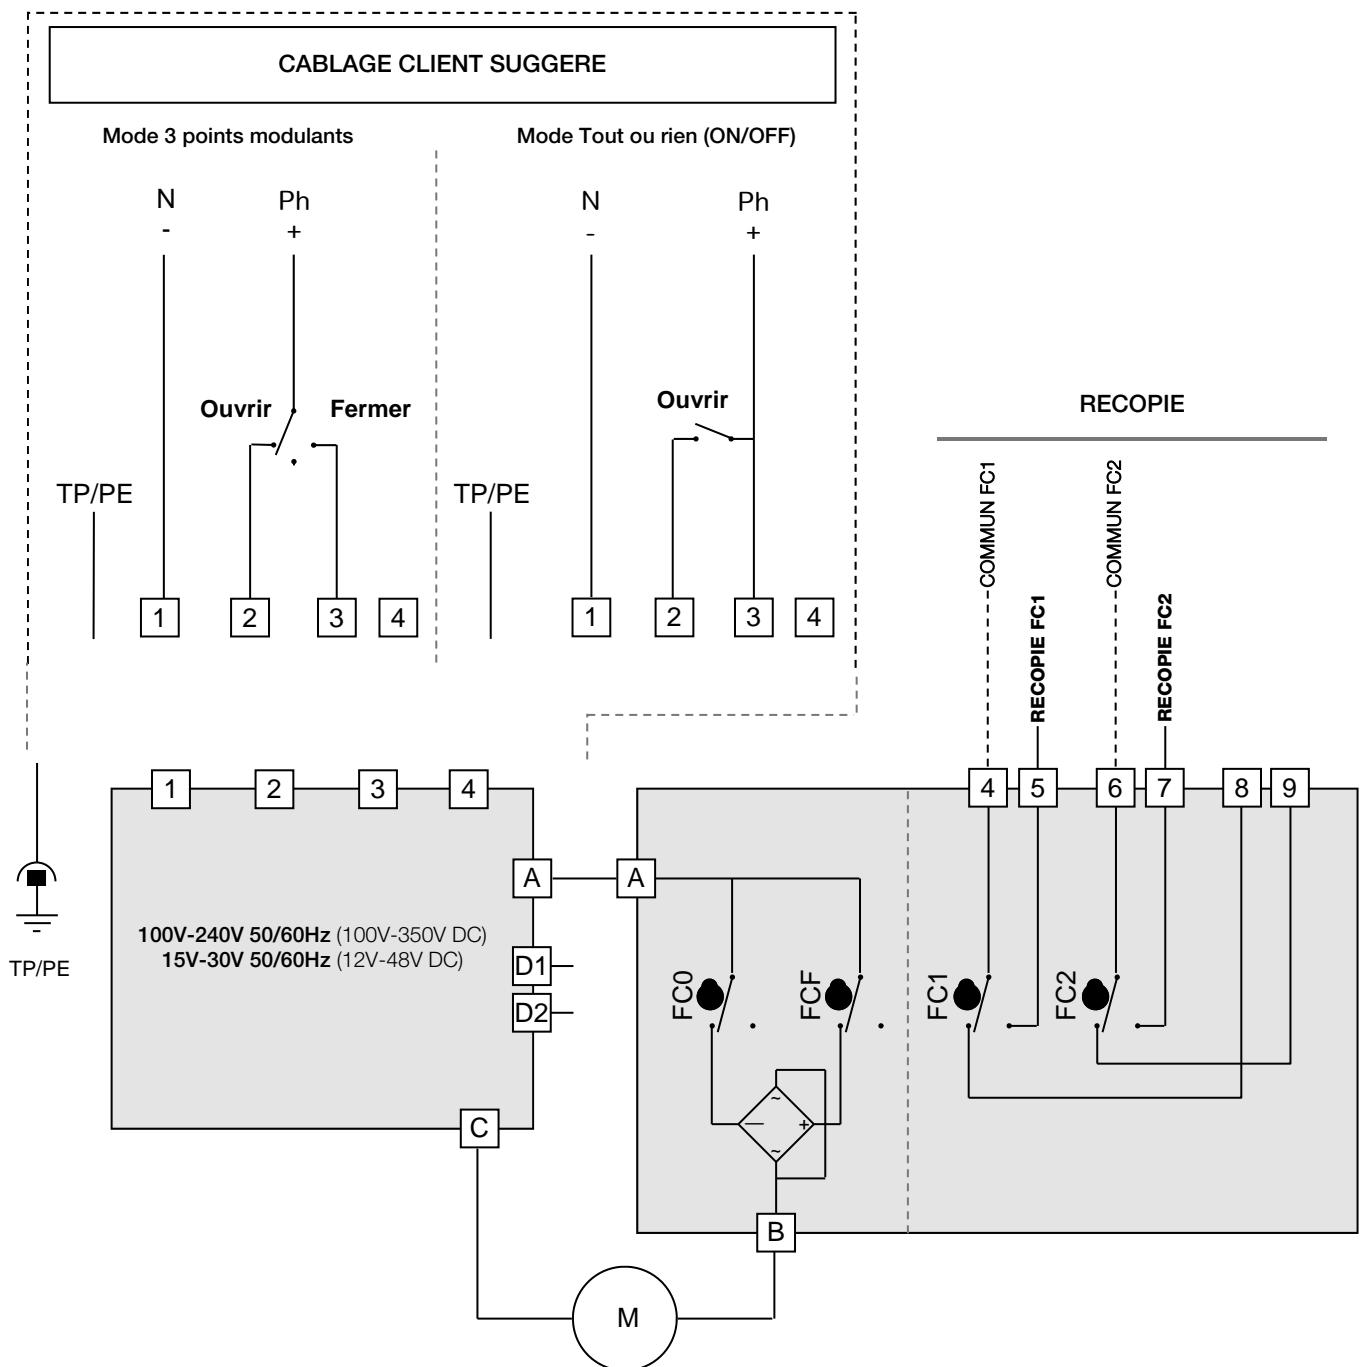 CABLAGE CLIENT SUGGERE
Mode 3 points modulants
Mode Tout ou rien (ON/OFF)
N
-
Ph
+
N
-
Ph
+
Ouvrir
Fermer
Ouvrir
TP/PE
TP/PE
1
2
3
4
1
2
3
4
RECOPIE
COMMUN FC1
RECOPIE FC1
COMMUN FC2
RECOPIE FC2
1
2
3
4
4
5
6
7
8
9
A
A
100V-240V 50/60Hz (100V-350V DC)
15V-30V 50/60Hz (12V-48V DC)
D1
D2
TP/PE
FC0
FCF
FC1
FC2
~
—
+
~
C
B
M